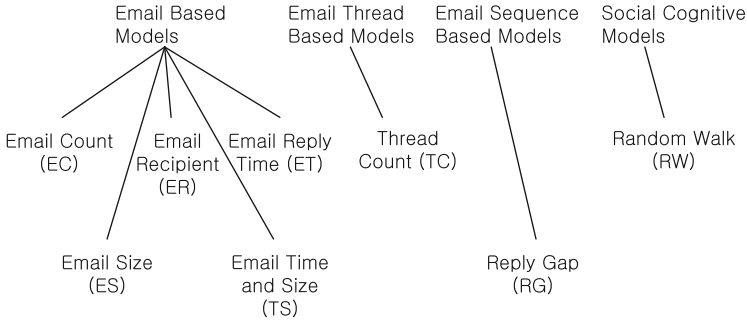 Email Based
Models
Email Thread
Based Models
Email Sequence
Based Models
Social Cognitive
Models
Email Count
(EC)
Email
Recipient
(ER)
Email Reply
Time (ET)
Thread
Count (TC)
Random Walk
(RW)
Email Size
(ES)
Email Time
and Size
(TS)
Reply Gap
(RG)